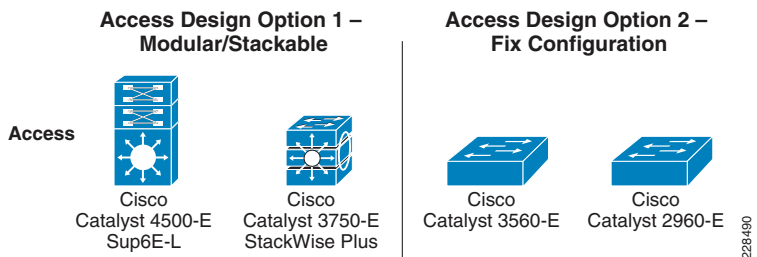 Access Design Option 1 –
Modular/Stackable
Access Design Option 2 –
Fix Configuration
Access
Cisco
Catalyst 4500-E
Sup6E-L
Cisco
Catalyst 3750-E
StackWise Plus
Cisco
Catalyst 3560-E
Cisco
Catalyst 2960-E
228490